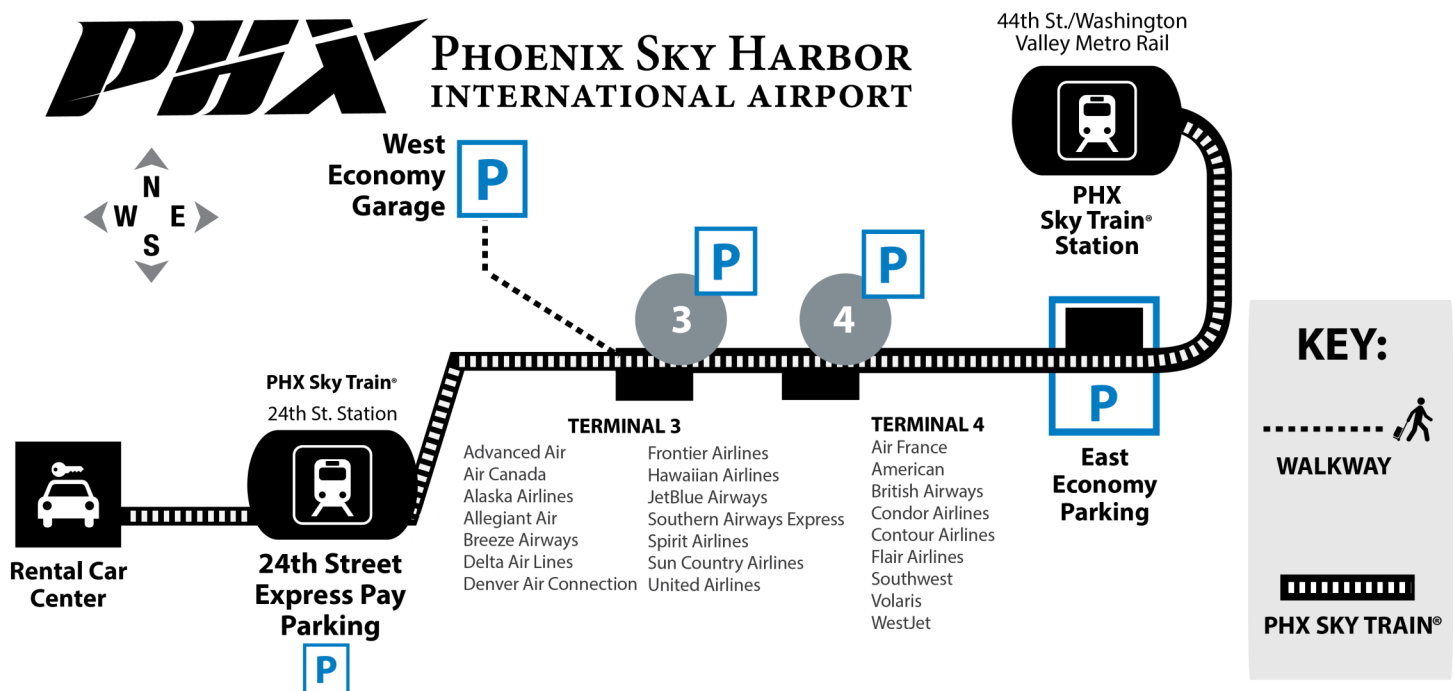 PHX
PHOENIX SKY HARBOR
INTERNATIONAL AIRPORT
44th St./Washington
Valley Metro Rail
PHX
Sky Train®
Station
N
W E
S
West
Economy
Garage
P
P
P
3
4
PHX Sky Train®
24th St. Station
24th Street
Express Pay
Parking
P
Rental Car
Center
TERMINAL 3
Advanced Air
Air Canada
Alaska Airlines
Allegiant Air
Breeze Airways
Delta Air Lines
Denver Air Connection
Frontier Airlines
Hawaiian Airlines
JetBlue Airways
Southern Airways Express
Spirit Airlines
Sun Country Airlines
United Airlines
TERMINAL 4
Air France
American
British Airways
Condor Airlines
Contour Airlines
Flair Airlines
Southwest
Volaris
WestJet
P
East
Economy
Parking
KEY:
WALKWAY
PHX SKY TRAIN®